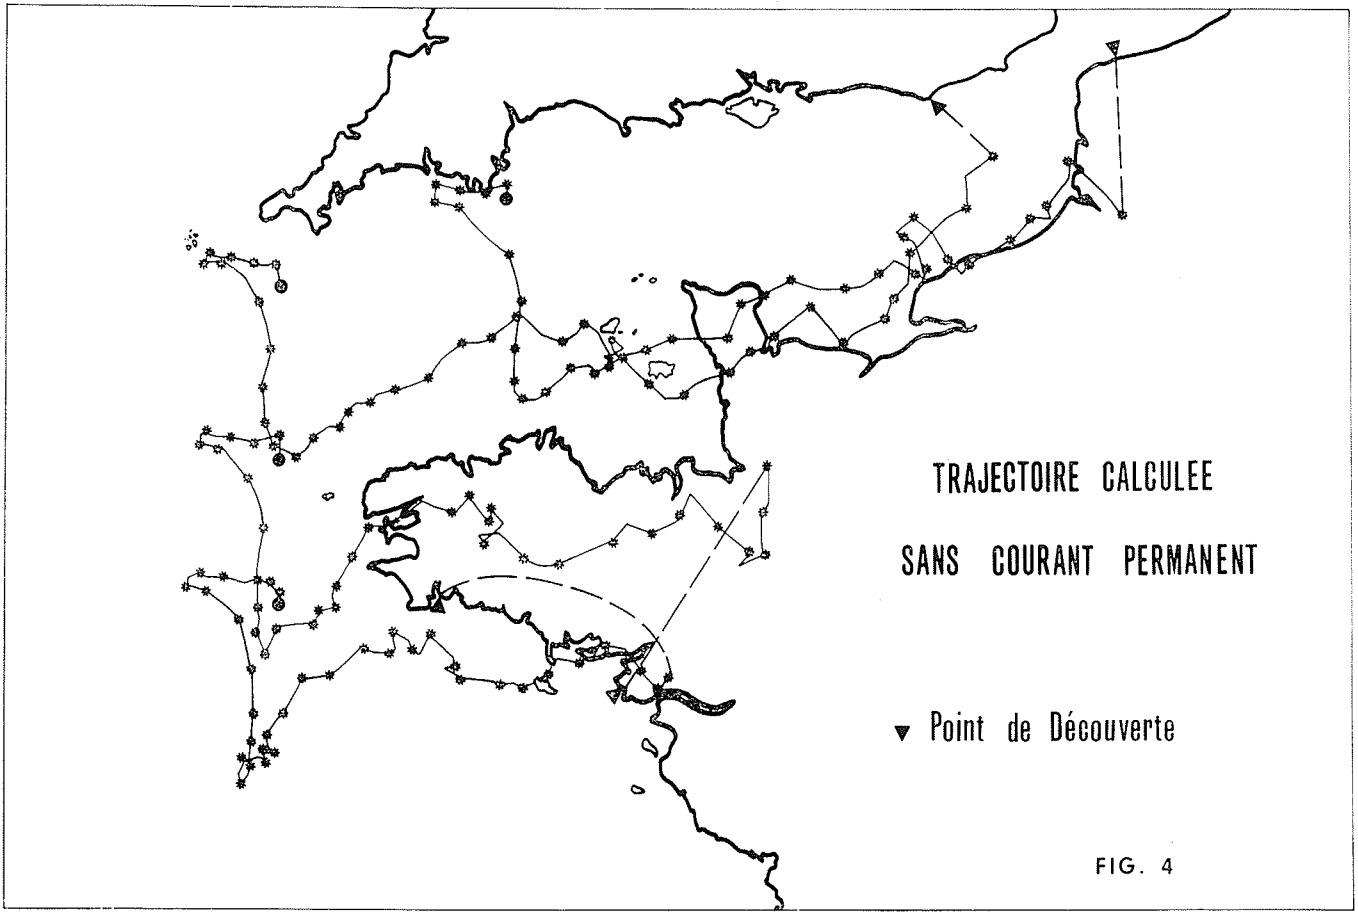 TRAJECTOIRE CALCULEE
SANS COURANT PERMANENT
Point de Découverte
FIG. 4